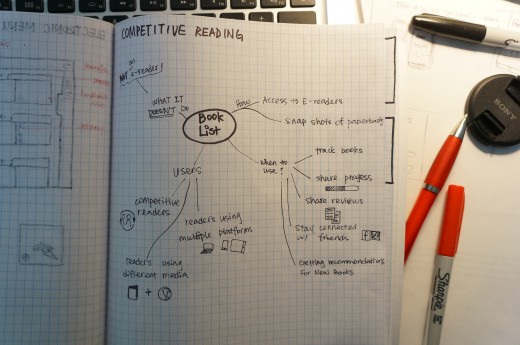 COMPETITIVE READING
an
NOT e-reader!
WHAT IT
DOESN'T DO
Book
List
How
Access to E-readers
Snap shots of paperback
Users
When to
use?
track books
share progress
share reviews
Stay connected
w/ friends
Getting recommendations
for New Books
competitive
readers
readers using
multiple platforms
readers using
different media
+
ELECTRONIC MENU
SONY
Sharpie